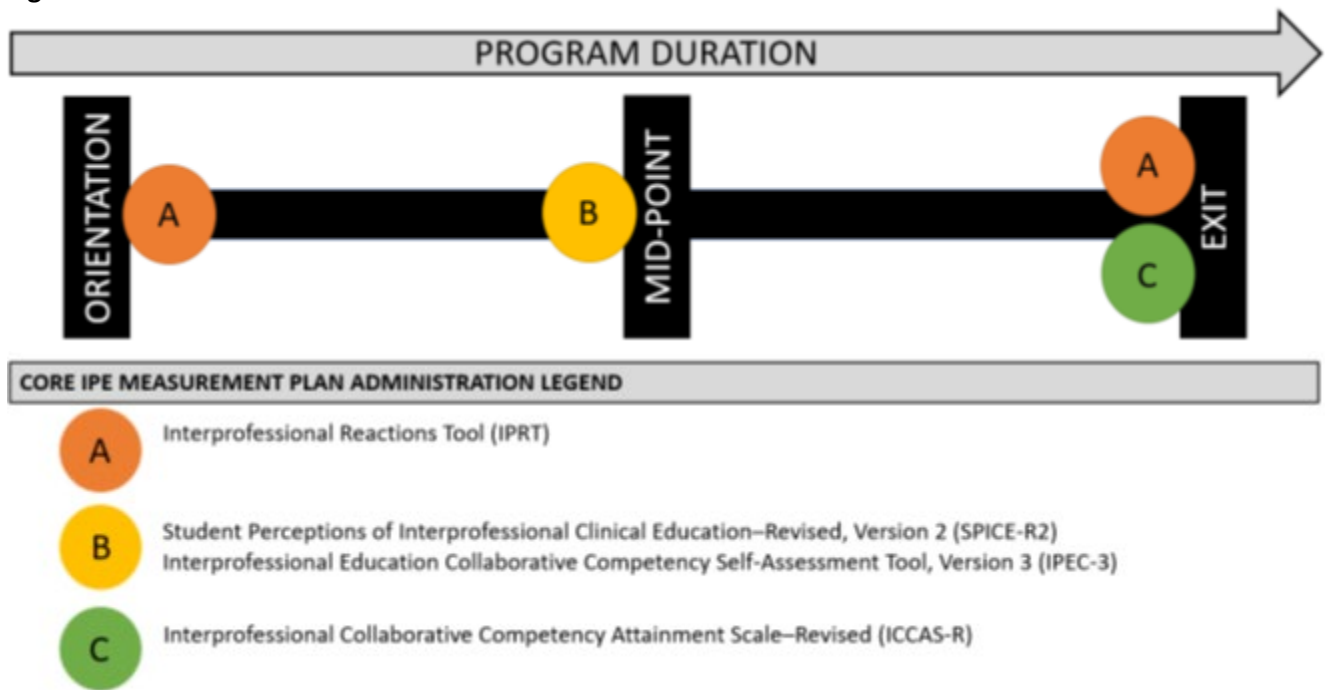 PROGRAM DURATION
ORIENTATION
A
B
MID-POINT
A
C
EXIT
CORE IPE MEASUREMENT PLAN ADMINISTRATION LEGEND
A
Interprofessional Reactions Tool (IPRT)
B
Student Perceptions of Interprofessional Clinical Education–Revised, Version 2 (SPICE-R2)
Interprofessional Education Collaborative Competency Self-Assessment Tool, Version 3 (IPEC-3)
C
Interprofessional Collaborative Competency Attainment Scale–Revised (ICCAS-R)